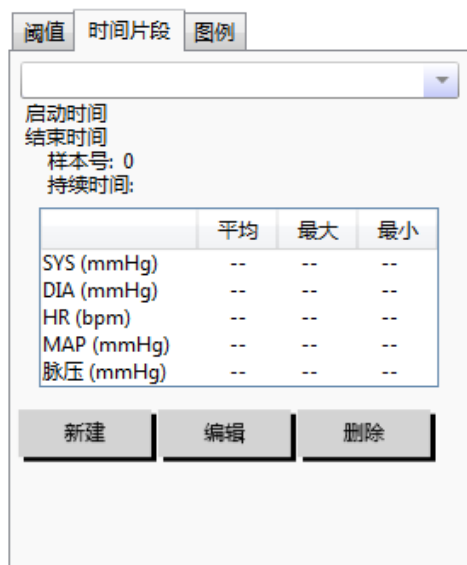 阈值 时间片段 图例
启动时间
结束时间
样本号: 0
持续时间:
平均 最大 最小
SYS (mmHg) -- -- --
DIA (mmHg) -- -- --
HR (bpm) -- -- --
MAP (mmHg) -- -- --
脉压 (mmHg) -- -- --
新建 编辑 删除